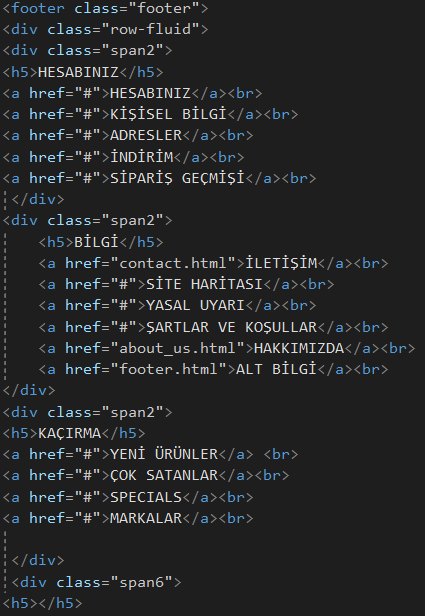 <footer class="footer">
<div class="row-fluid">
<div class="span2">
<h5>HESABINIZ</h5>
<a href="#">HESABINIZ</a><br>
<a href="#">KİŞİSEL BİLGİ</a><br>
<a href="#">ADRESLER</a><br>
<a href="#">İNDİRİM</a><br>
<a href="#">SİPARİŞ GEÇMİŞİ</a><br>
</div>
<div class="span2">
<h5>BİLGİ</h5>
<a href="contact.html">İLETİŞİM</a><br>
<a href="#">SİTE HARİTASI</a><br>
<a href="#">YASAL UYARI</a><br>
<a href="#">ŞARTLAR VE KOŞULLAR</a><br>
<a href="about_us.html">HAKKIMIZDA</a><br>
<a href="footer.html">ALT BİLGİ</a><br>
</div>
<div class="span2">
<h5>KAÇIRMA</h5>
<a href="#">YENİ ÜRÜNLER</a> <br>
<a href="#">ÇOK SATANLAR</a><br>
<a href="#">SPECIALS</a><br>
<a href="#">MARKALAR</a><br>
</div>
<div class="span6">
<h5></h5>